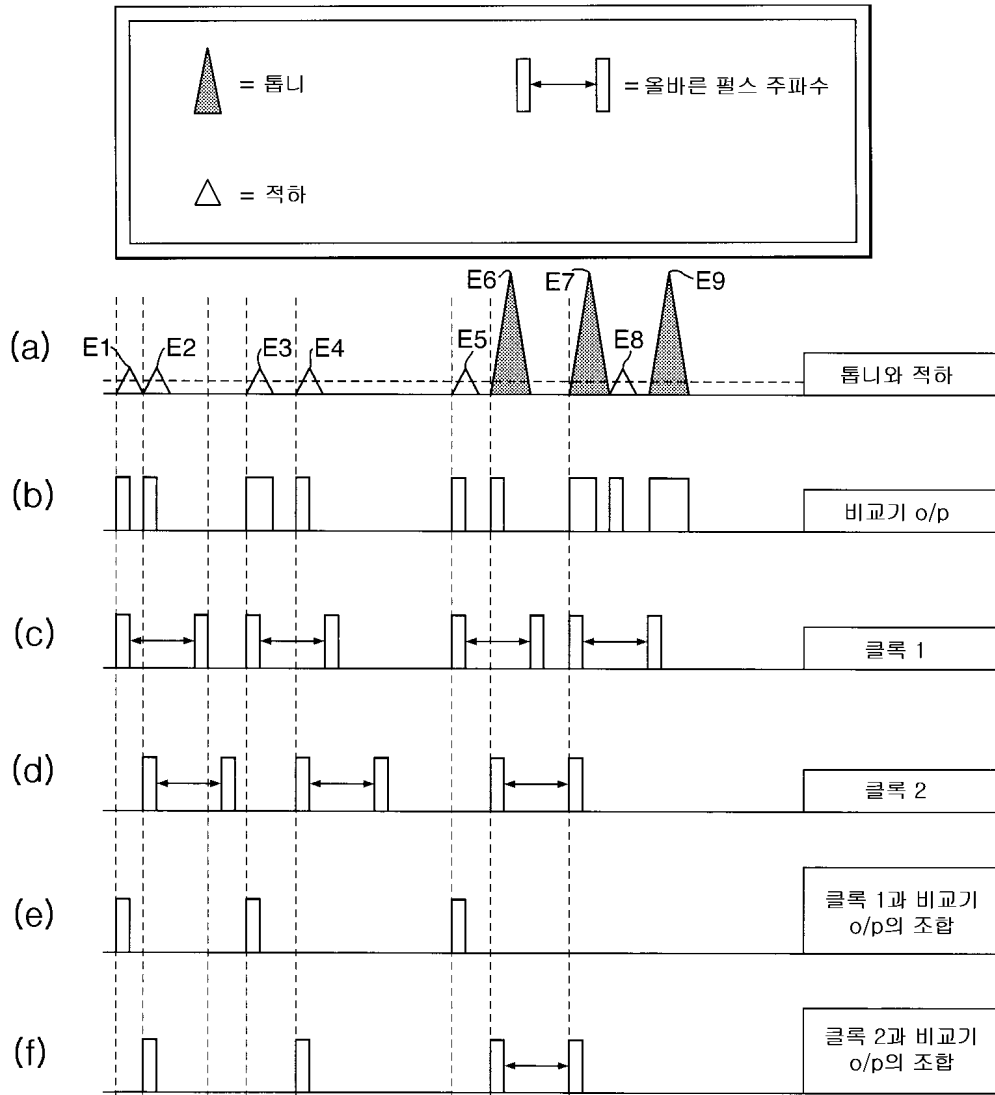 = 톱니
= 올바른 펄스 주파수
= 적하
E6
E7
E9
(a)
E1
E2
E3
E4
E5
E8
톱니와 적하
(b)
비교기 o/p
(c)
클록 1
(d)
클록 2
(e)
클록 1과 비교기
o/p의 조합
(f)
클록 2과 비교기
o/p의 조합